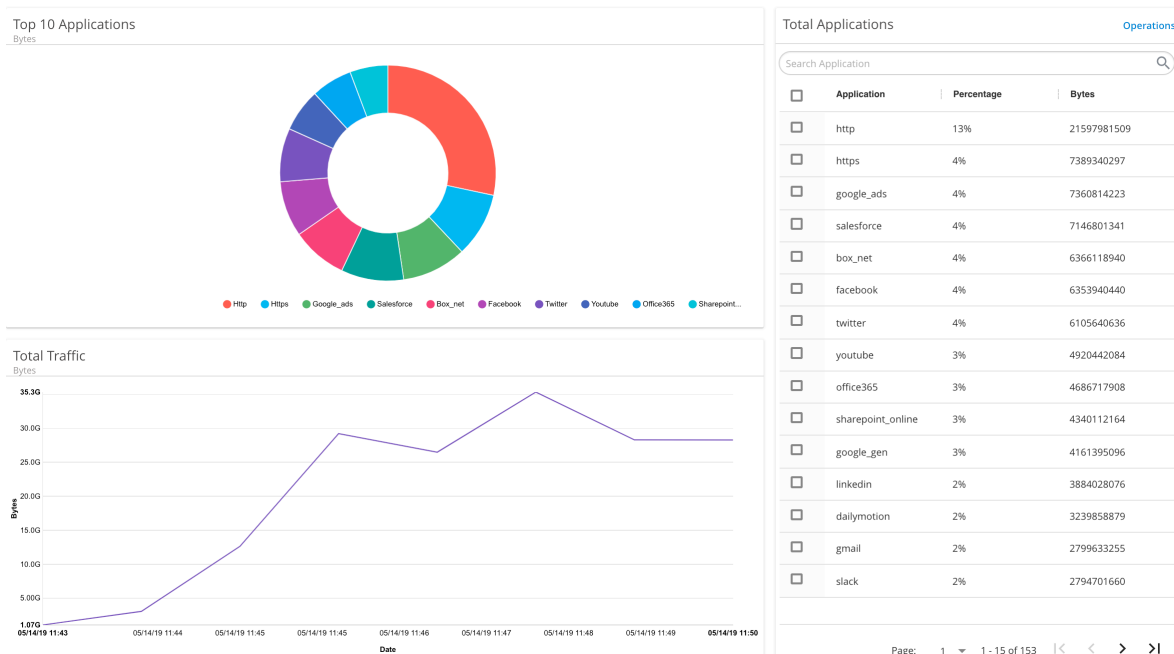 Top 10 Applications
Bytes
Http Https Google_ads Salesforce Box_net Facebook Twitter Youtube Office365 Sharepoint...
Total Traffic
Bytes
35.3G
30.0G
25.0G
20.0G
15.0G
10.0G
5.00G
1.07G
Bytes
05/14/19 11:43 05/14/19 11:44 05/14/19 11:45 05/14/19 11:45 05/14/19 11:46 05/14/19 11:47 05/14/19 11:48 05/14/19 11:49 05/14/19 11:50
Date
Total Applications Operations
Search Application
Application Percentage Bytes
http 13% 21597981509
https 4% 7389340297
google_ads 4% 7360814223
salesforce 4% 7146801341
box_net 4% 6366118940
facebook 4% 6353940440
twitter 4% 6105640636
youtube 3% 4920442084
office365 3% 4686717908
sharepoint_online 3% 4340112164
google_gen 3% 4161395096
linkedin 2% 3884028076
dailymotion 2% 3239858879
gmail 2% 2799633255
slack 2% 2794701660
Page: 1 1 - 15 of 153